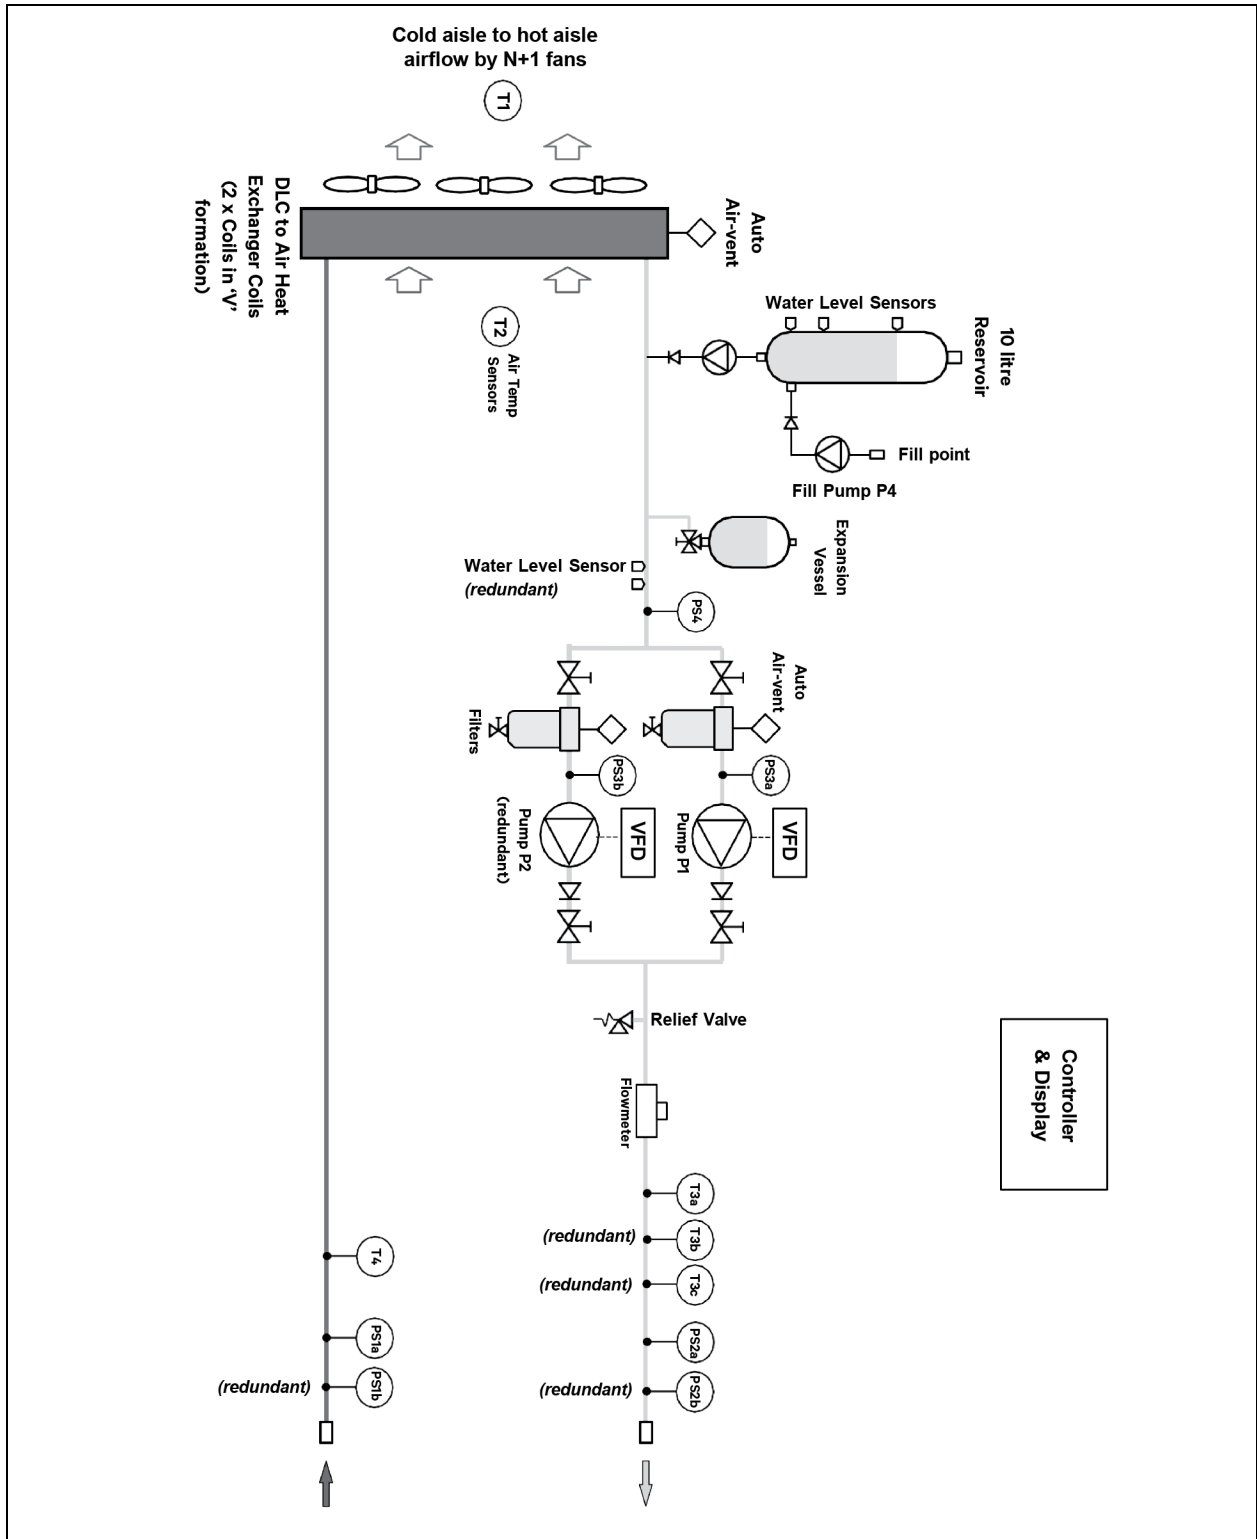 Cold aisle to hot aisle
airflow by N+1 fans
T1
DLC to Air Heat
Exchanger Coils
(2 x Coils in ‘V’
formation)
Auto
Air-vent
T2
Air Temp
Sensors
Water Level Sensors
10 litre
Reservoir
Fill point
Fill Pump P4
Expansion
Vessel
Water Level Sensor
(redundant)
PS4
Auto
Air-vent
Filters
PS3b
PS3a
Pump P2
(redundant)
VFD
Pump P1
VFD
Relief Valve
Flowmeter
Controller
& Display
T3a
(redundant)
T3b
(redundant)
T3c
T4
PS1a
PS2a
(redundant)
PS1b
(redundant)
PS2b